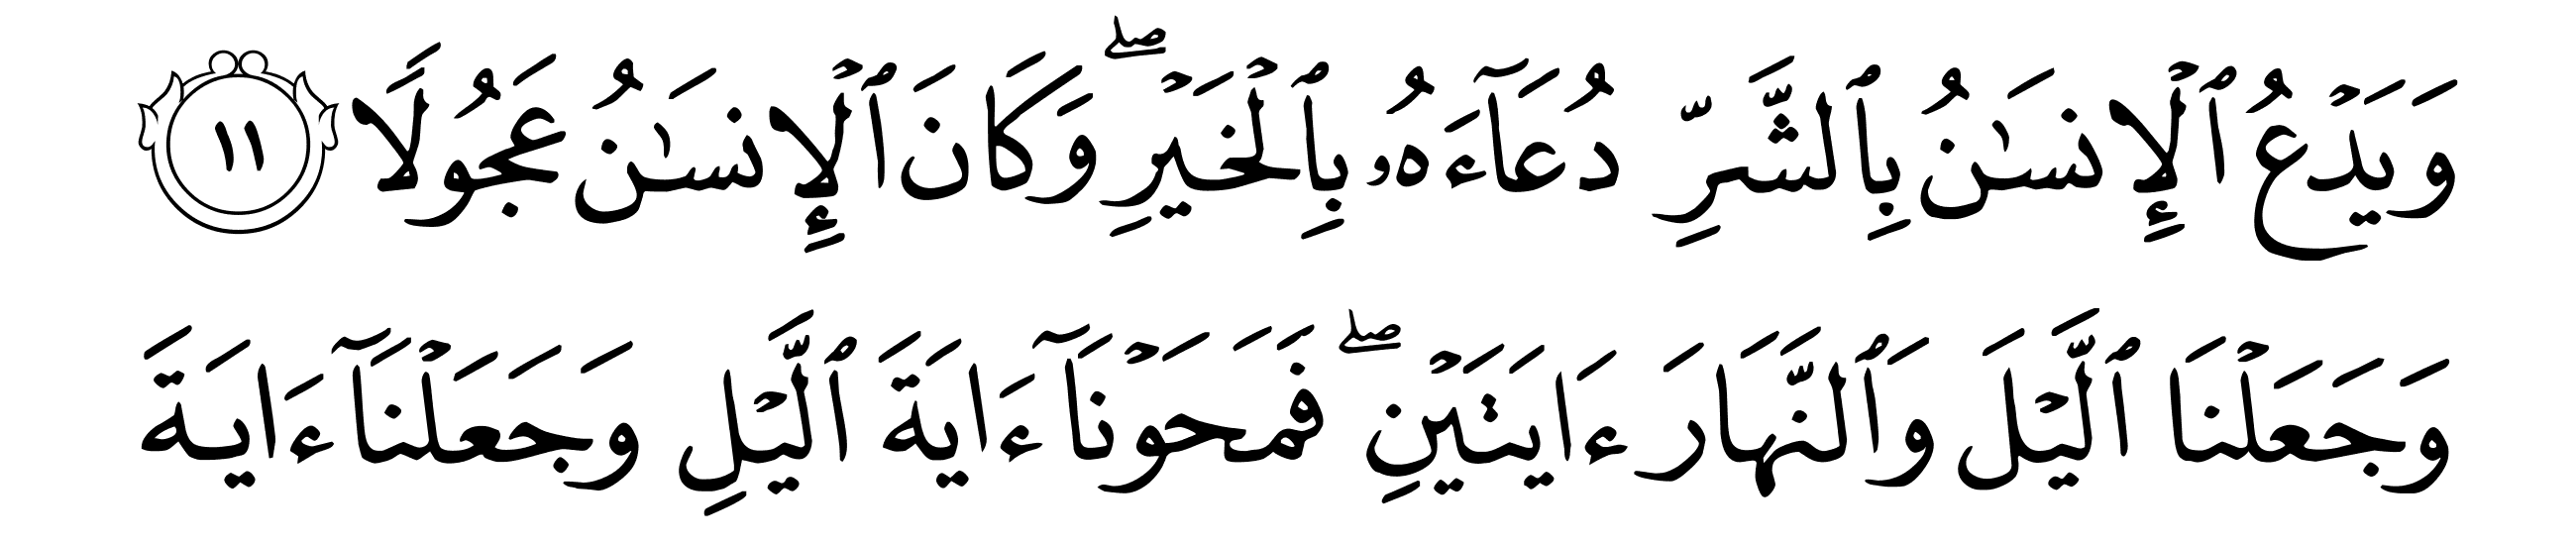 وَيَدۡعُ ٱلۡإِنسَٰنُ بِٱلشَّرِّ دُعَآءَهُۥ بِٱلۡخَيۡرِۖ وَكَانَ ٱلۡإِنسَٰنُ عَجُولٗا ١١
وَجَعَلۡنَا ٱلَّيۡلَ وَٱلنَّهَارَ ءَايَتَيۡنِۖ فَمَحَوۡنَآ ءَايَةَ ٱلَّيۡلِ وَجَعَلۡنَآ ءَايَةَ